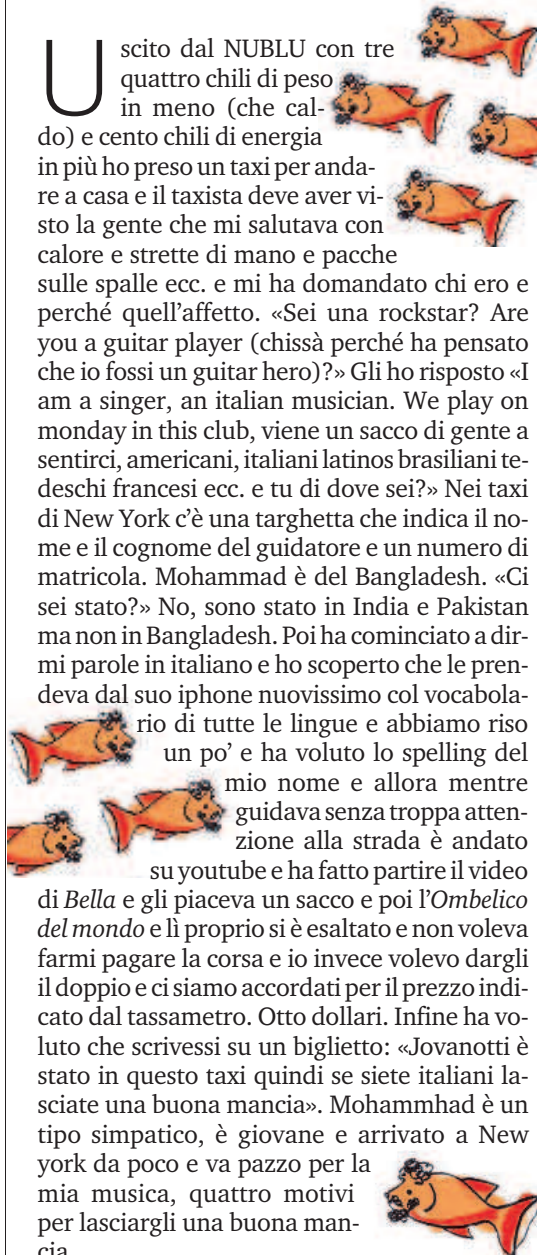 Uscito dal NUBLU con tre
quattro chili di peso
in meno (che cal-
do) e cento chili di energia
in più ho preso un taxi per anda-
re a casa e il taxista deve aver vi-
sto la gente che mi salutava con
calore e strette di mano e pacche
sulle spalle ecc. e mi ha domandato chi ero e
perché quell’affetto. «Sei una rockstar? Are
you a guitar player (chissà perché ha pensato
che io fossi un guitar hero)?» Gli ho risposto «I
am a singer, an italian musician. We play on
monday in this club, viene un sacco di gente a
sentirci, americani, italiani latinos brasiliani te-
deschi francesi ecc. e tu di dove sei?» Nei taxi
di New York c’è una targhetta che indica il no-
me e il cognome del guidatore e un numero di
matricola. Mohammad è del Bangladesh. «Ci
sei stato?» No, sono stato in India e Pakistan
ma non in Bangladesh. Poi ha cominciato a dir-
mi parole in italiano e ho scoperto che le pren-
deva dal suo iphone nuovissimo col vocabola-
rio di tutte le lingue e abbiamo riso
un po’ e ha voluto lo spelling del
mio nome e allora mentre
guidava senza troppa atten-
zione alla strada è andato
su youtube e ha fatto partire il video
di Bella e gli piaceva un sacco e poi l’Ombelico
del mondo e lì proprio si è esaltato e non voleva
farmi pagare la corsa e io invece volevo dargli
il doppio e ci siamo accordati per il prezzo indi-
cato dal tassametro. Otto dollari. Infine ha vo-
luto che scrivessi su un biglietto: «Jovanotti è
stato in questo taxi quindi se siete italiani la-
sciate una buona mancia». Mohammhad è un
tipo simpatico, è giovane e arrivato a New
york da poco e va pazzo per la
mia musica, quattro motivi
per lasciargli una buona man-
cia